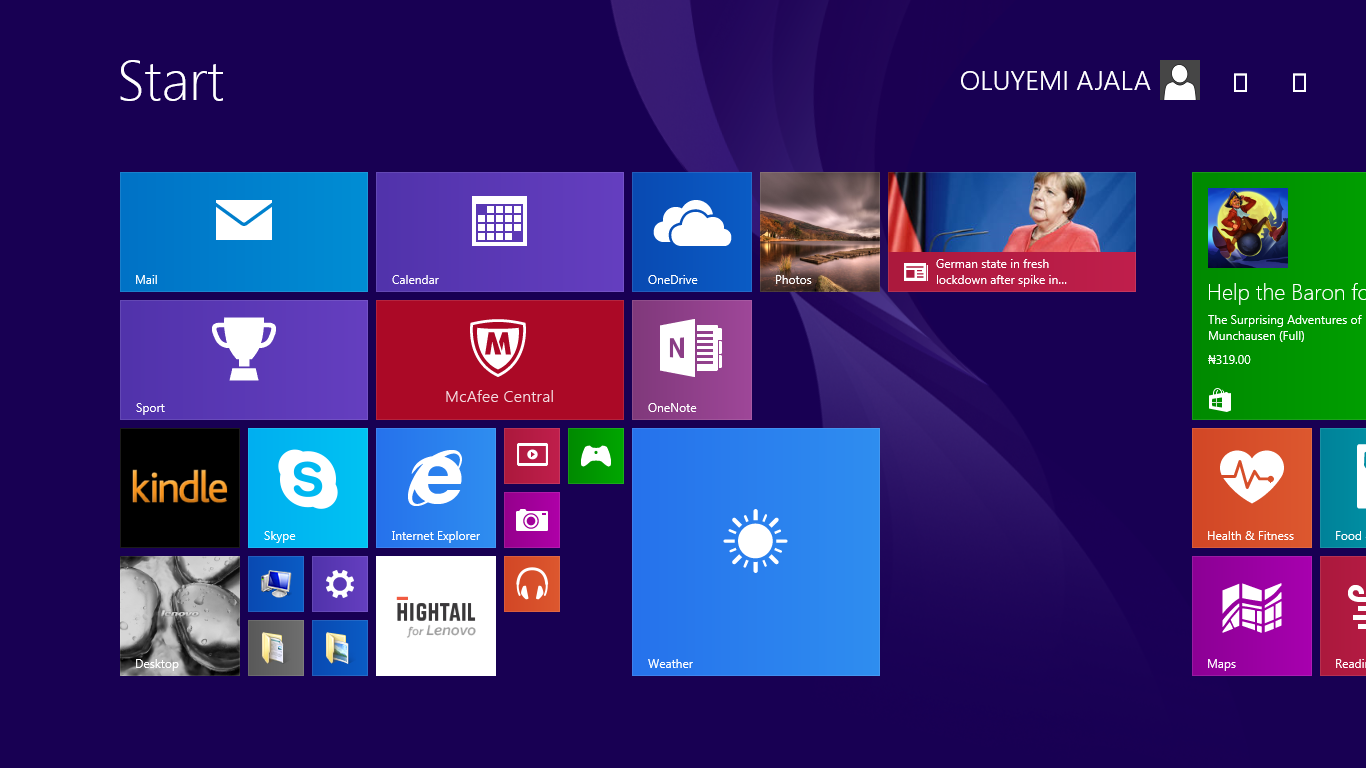 Start
OLUYEMI AJALA
Mail
Calendar
OneDrive
Photos
German state in fresh
lockdown after spike in...
Help the Baron fo
The Surprising Adventures of
Munchausen (Full)
₦319.00
Sport
McAfee Central
N
OneNote
kindle
S
Skype
Internet Explorer
Weather
Health & Fitness
Food
lenovo
Desktop
HIGHTAIL
for Lenovo
Maps
Readi